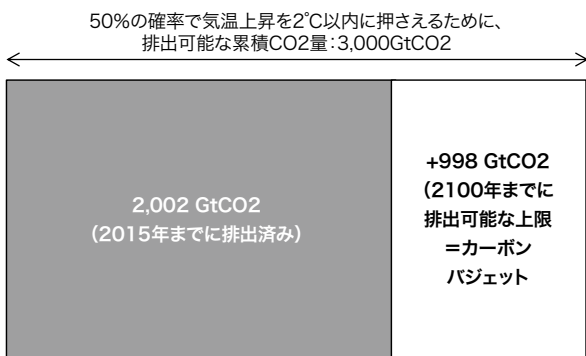 50%の確率で気温上昇を2℃以内に押さえるために、
排出可能な累積CO2量：3,000GtCO2
2,002 GtCO2
（2015年までに排出済み）
+998 GtCO2
（2100年までに
排出可能な上限
＝カーボン
バジェット